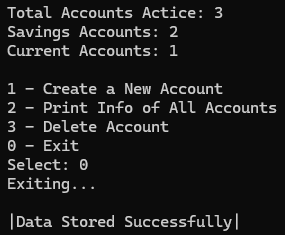 Total Accounts Actice: 3
Savings Accounts: 2
Current Accounts: 1
1 – Create a New Account
2 – Print Info of All Accounts
3 – Delete Account
0 – Exit
Select: 0
Exiting...
|Data Stored Successfully|